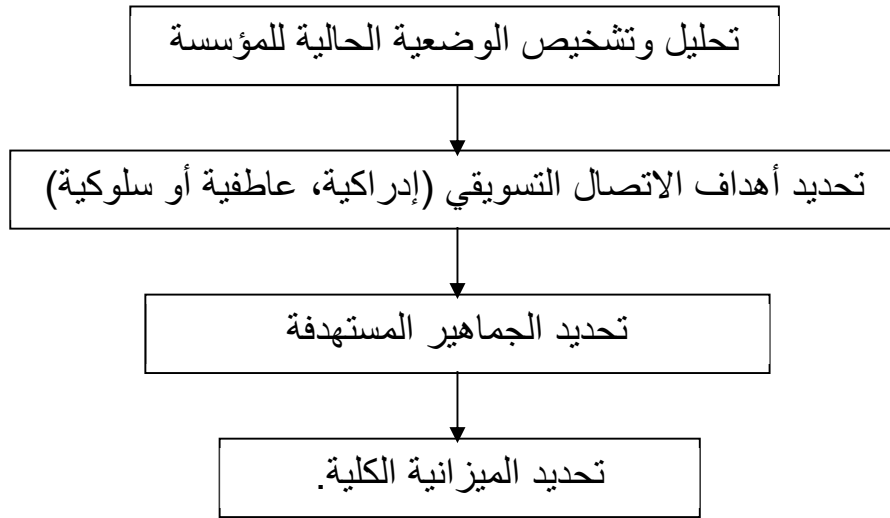 تحليل وتشخيص الوضعية الحالية للمؤسسة
تحديد أهداف الاتصال التسويقي (إدراكية، عاطفية أو سلوكية)
تحديد الجماهير المستهدفة
تحديد الميزانية الكلية.